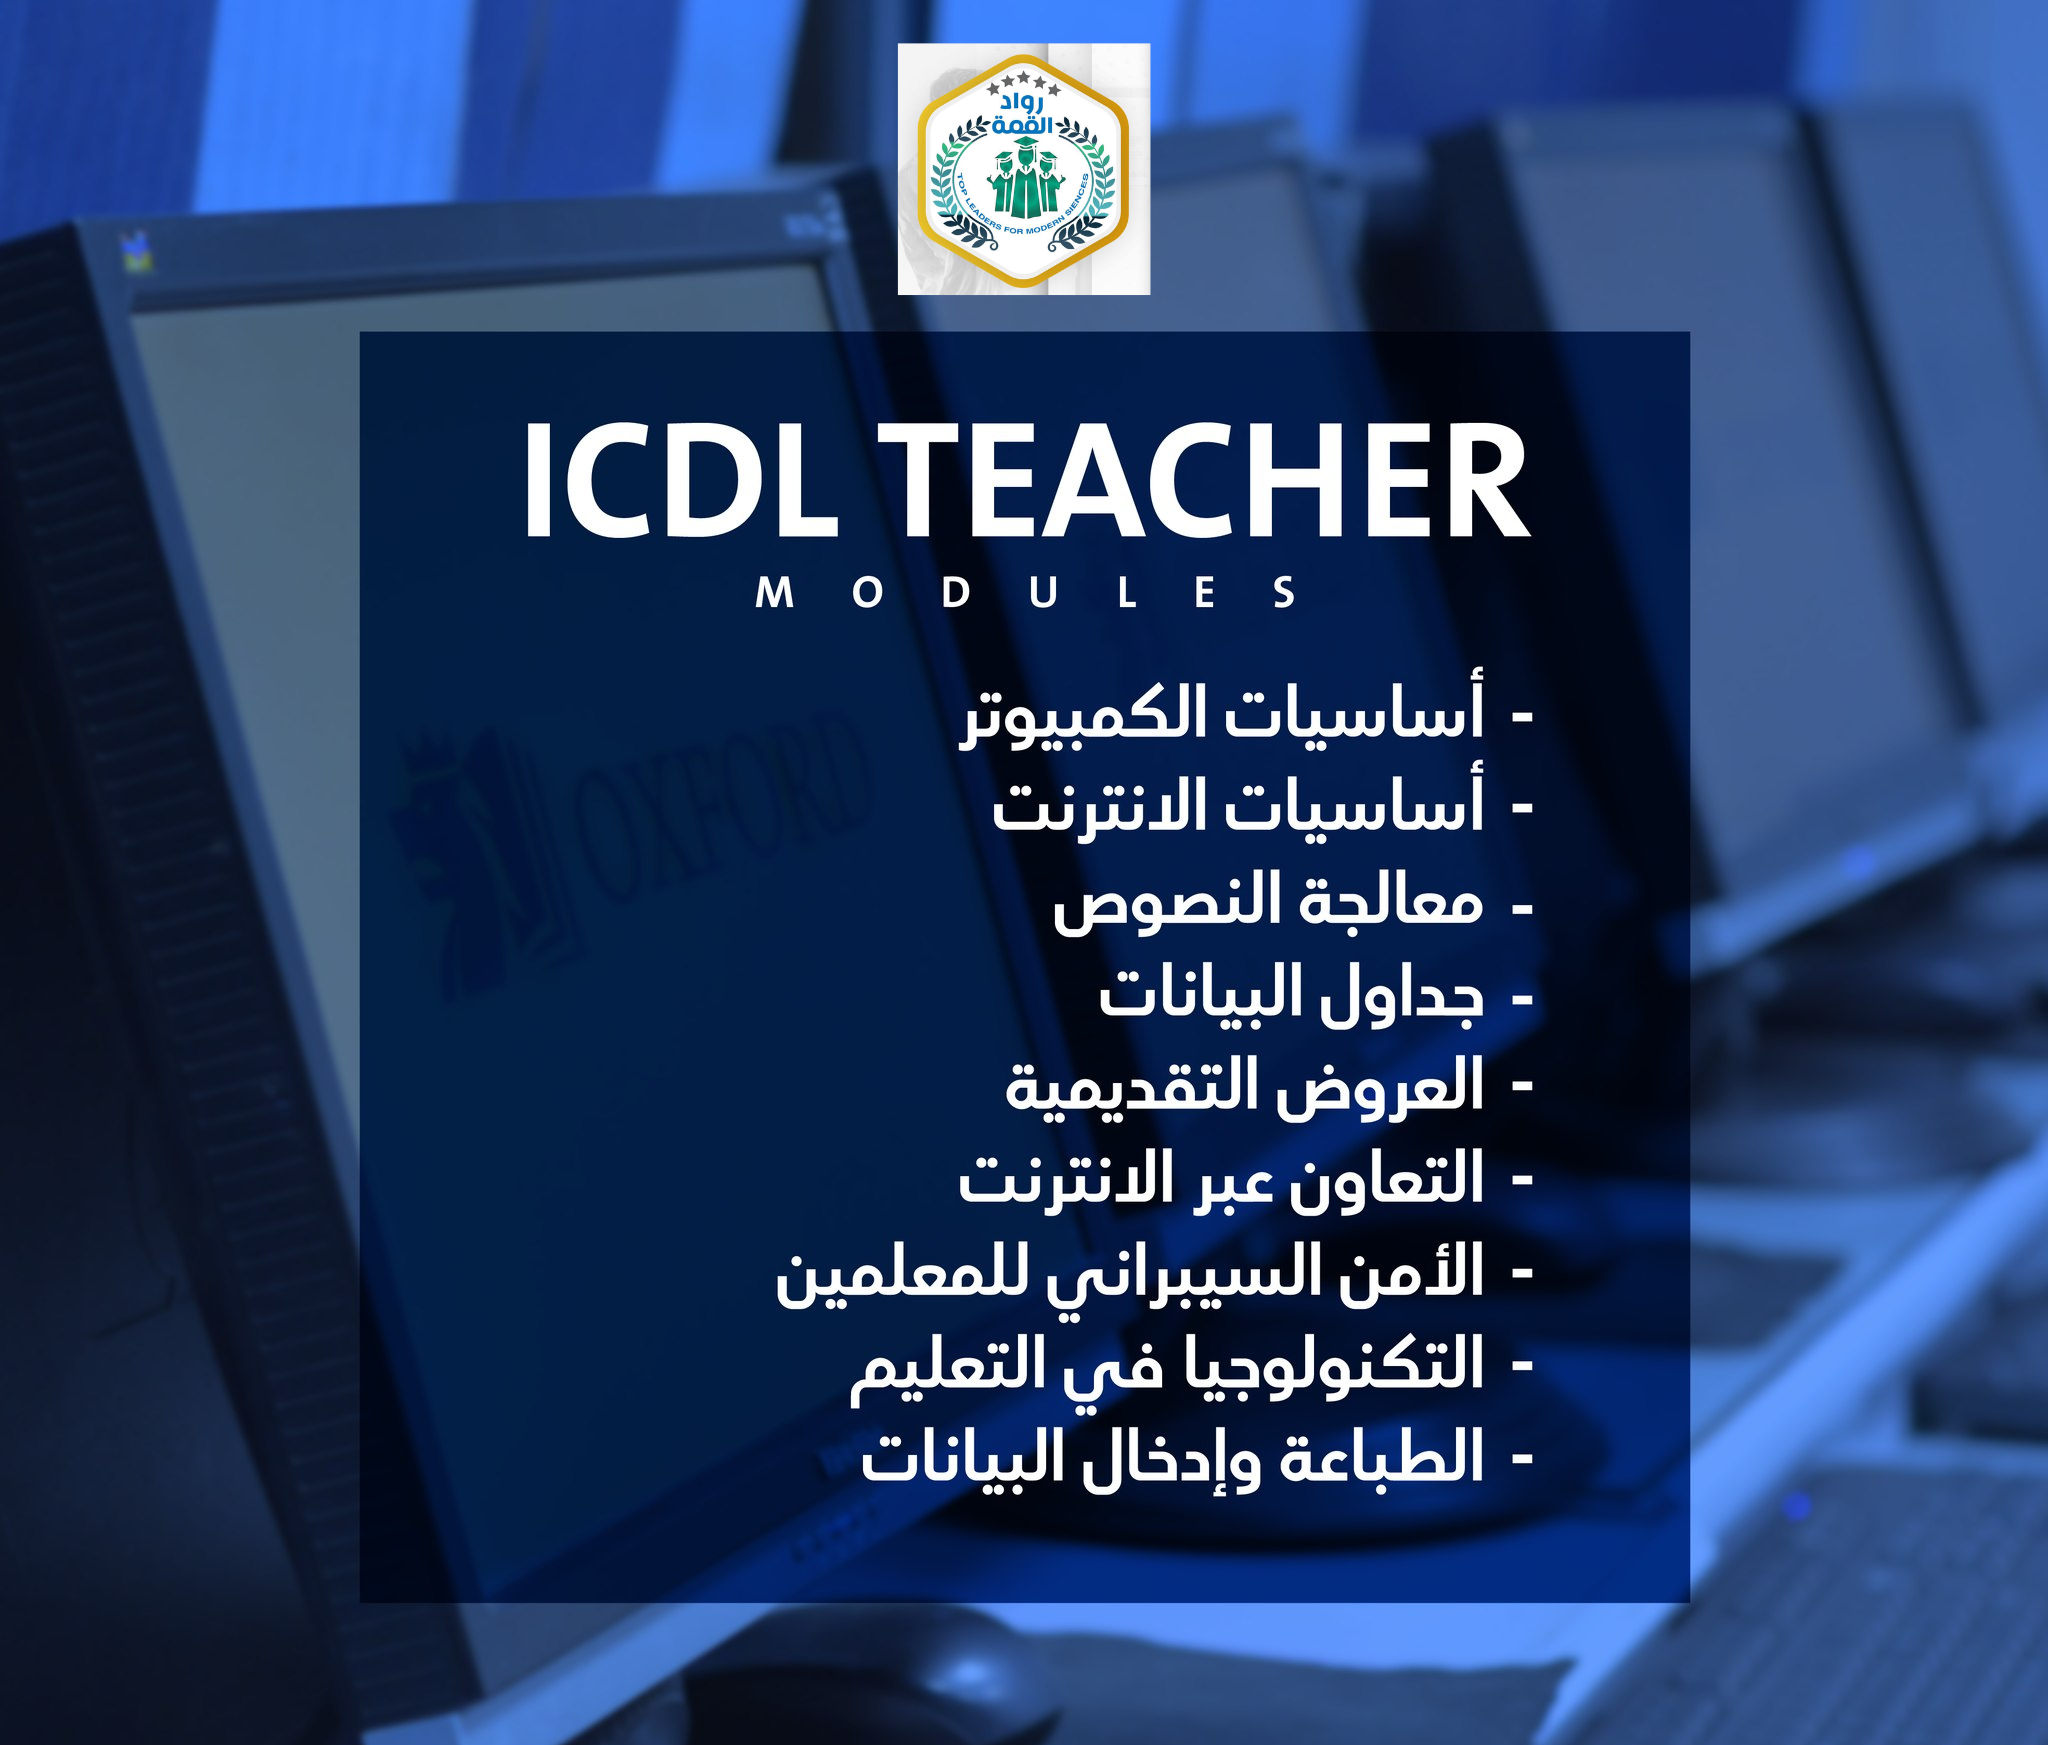 رواد
القمة
TOP LEADERS FOR MODERN SIENCES
ICDL TEACHER
MODULES
- أساسيات الكمبيوتر
- أساسيات الانترنت
- معالجة النصوص
- جداول البيانات
- العروض التقديمية
- التعاون عبر الانترنت
- الأمن السيبراني للمعلمين
- التكنولوجيا في التعليم
- الطباعة وإدخال البيانات
OXFORD